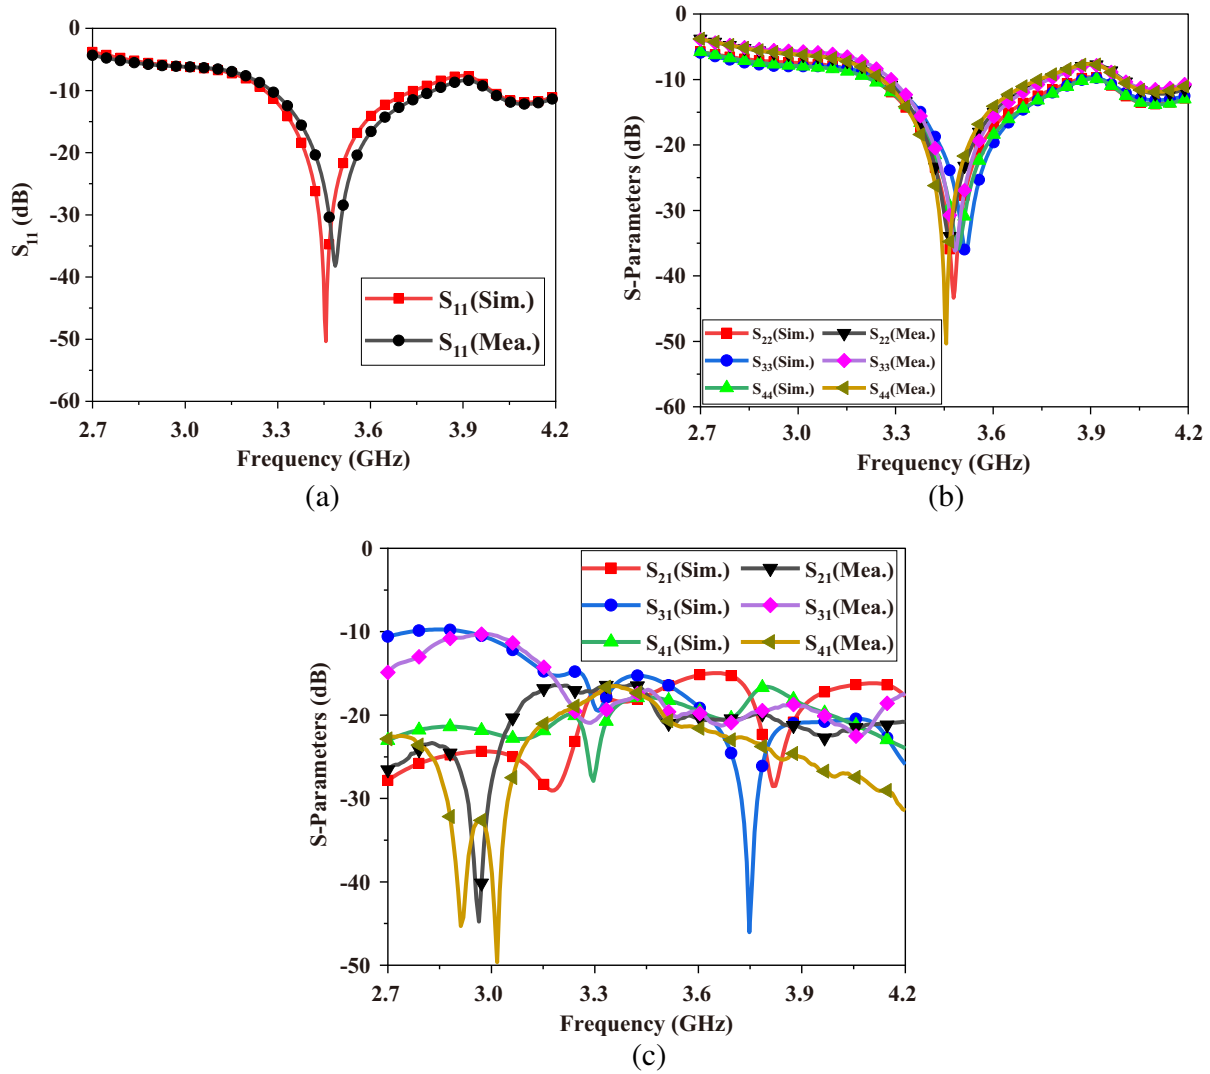 0
-10
-20
-30
-40
-50
-60
S11 (dB)
S11(Sim.)
S11(Mea.)
2.7 3.0 3.3 3.6 3.9 4.2
Frequency (GHz)
(a)
0
-10
-20
-30
-40
-50
-60
S-Parameters (dB)
S22(Sim.) S22(Mea.)
S33(Sim.) S33(Mea.)
S44(Sim.) S44(Mea.)
2.7 3.0 3.3 3.6 3.9 4.2
Frequency (GHz)
(b)
0
-10
-20
-30
-40
-50
S-Parameters (dB)
S21(Sim.) S21(Mea.)
S31(Sim.) S31(Mea.)
S41(Sim.) S41(Mea.)
2.7 3.0 3.3 3.6 3.9 4.2
Frequency (GHz)
(c)